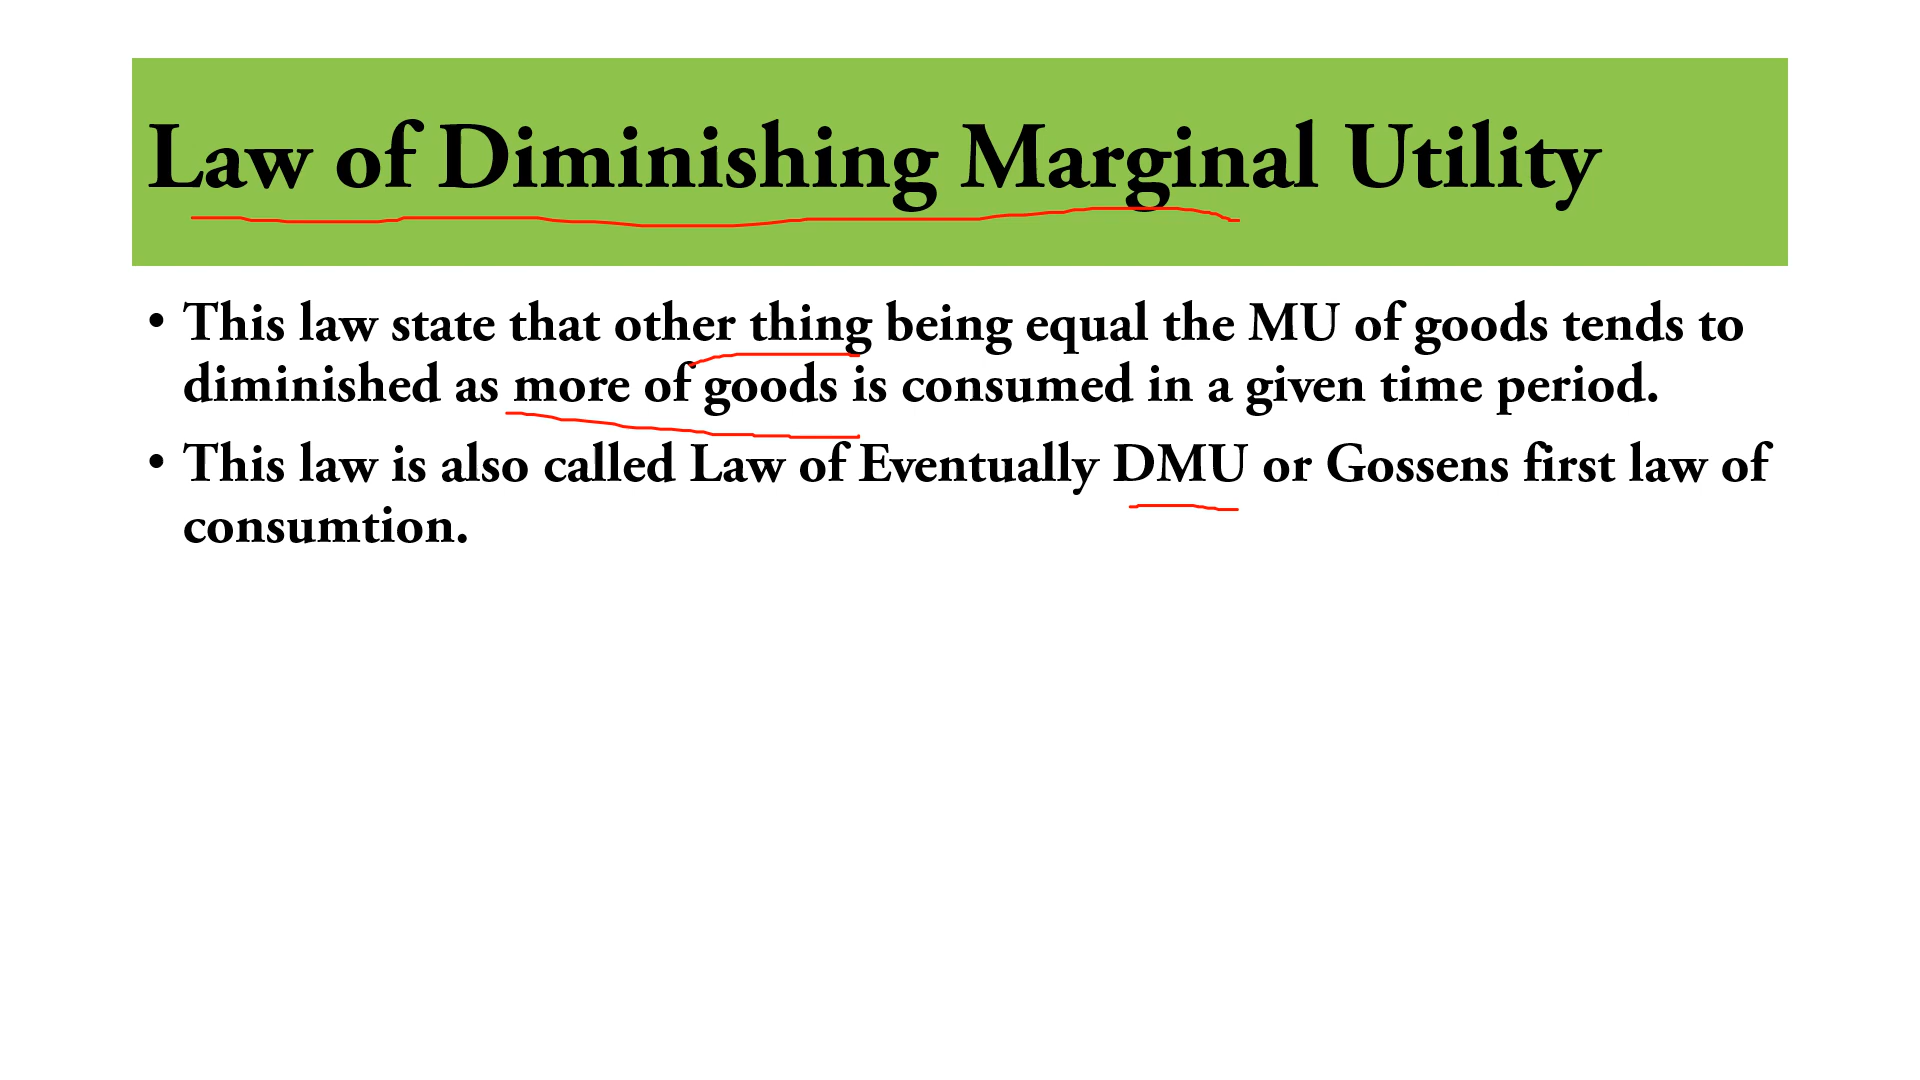 Law of Diminishing Marginal Utility
• This law state that other thing being equal the MU of goods tends to
diminished as more of goods is consumed in a given time period.
• This law is also called Law of Eventually DMU or Gossens first law of
consumtion.